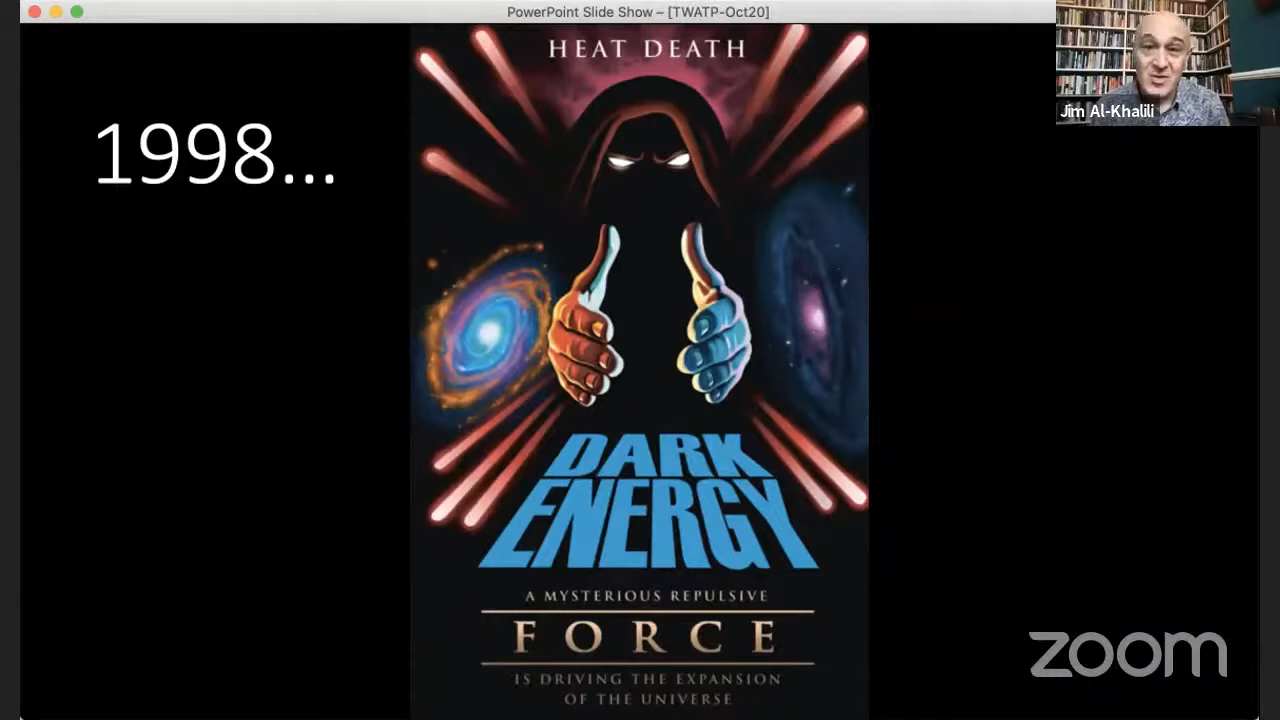 PowerPoint Slide Show – [TWATP-Oct20]
Jim Al-Khalili
1998...
HEAT DEATH
DARK
ENERGY
A MYSTERIOUS REPULSIVE
FORCE
IS DRIVING THE EXPANSION
OF THE UNIVERSE
zoom